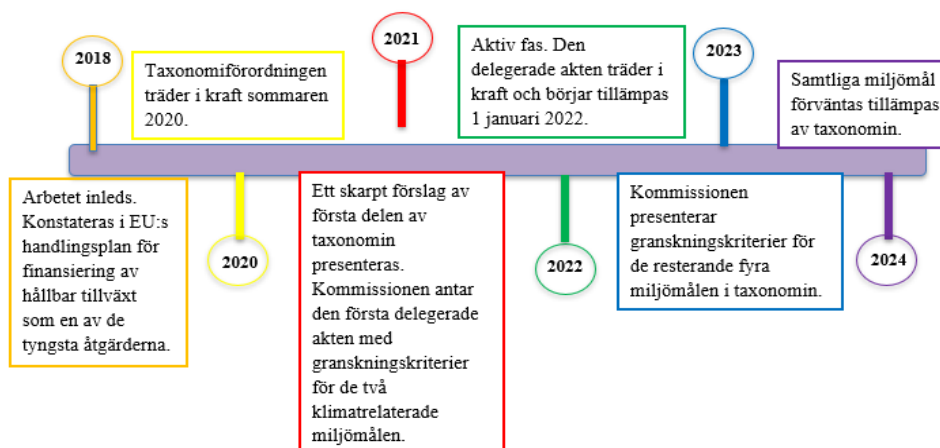 2018
Arbetet inleds.
Konstateras i EU:s
handlingsplan för
finansiering av
hållbar tillväxt
som en av de
tyngsta åtgärderna.
Taxonomiförordningen
träder i kraft sommaren
2020.
2020
2021
Ett skarpt förslag av
första delen av
taxonomin
presenteras.
Kommissionen antar
den första delegerade
akten med
granskningskriterier
för de två
klimatrelaterade
miljömålen.
Aktiv fas. Den
delegerade akten träder i
kraft och börjar tillämpas
1 januari 2022.
2022
2023
Kommissionen
presenterar
granskningskriterier för
de resterande fyra
miljömålen i taxonomin.
Samtliga miljömål
förväntas tillämpas
av taxonomin.
2024